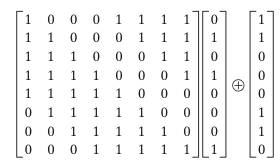 1 0 0 0 1 1 1 1 0 1
1 1 0 0 0 1 1 1 1 1
1 1 1 0 0 0 1 1 0 0
1 1 1 1 0 0 0 1 1 ⊕ 0
1 1 1 1 1 0 0 0 0 0
0 1 1 1 1 1 0 0 0 1
0 0 1 1 1 1 1 0 1 1
0 0 0 1 1 1 1 1 0 0